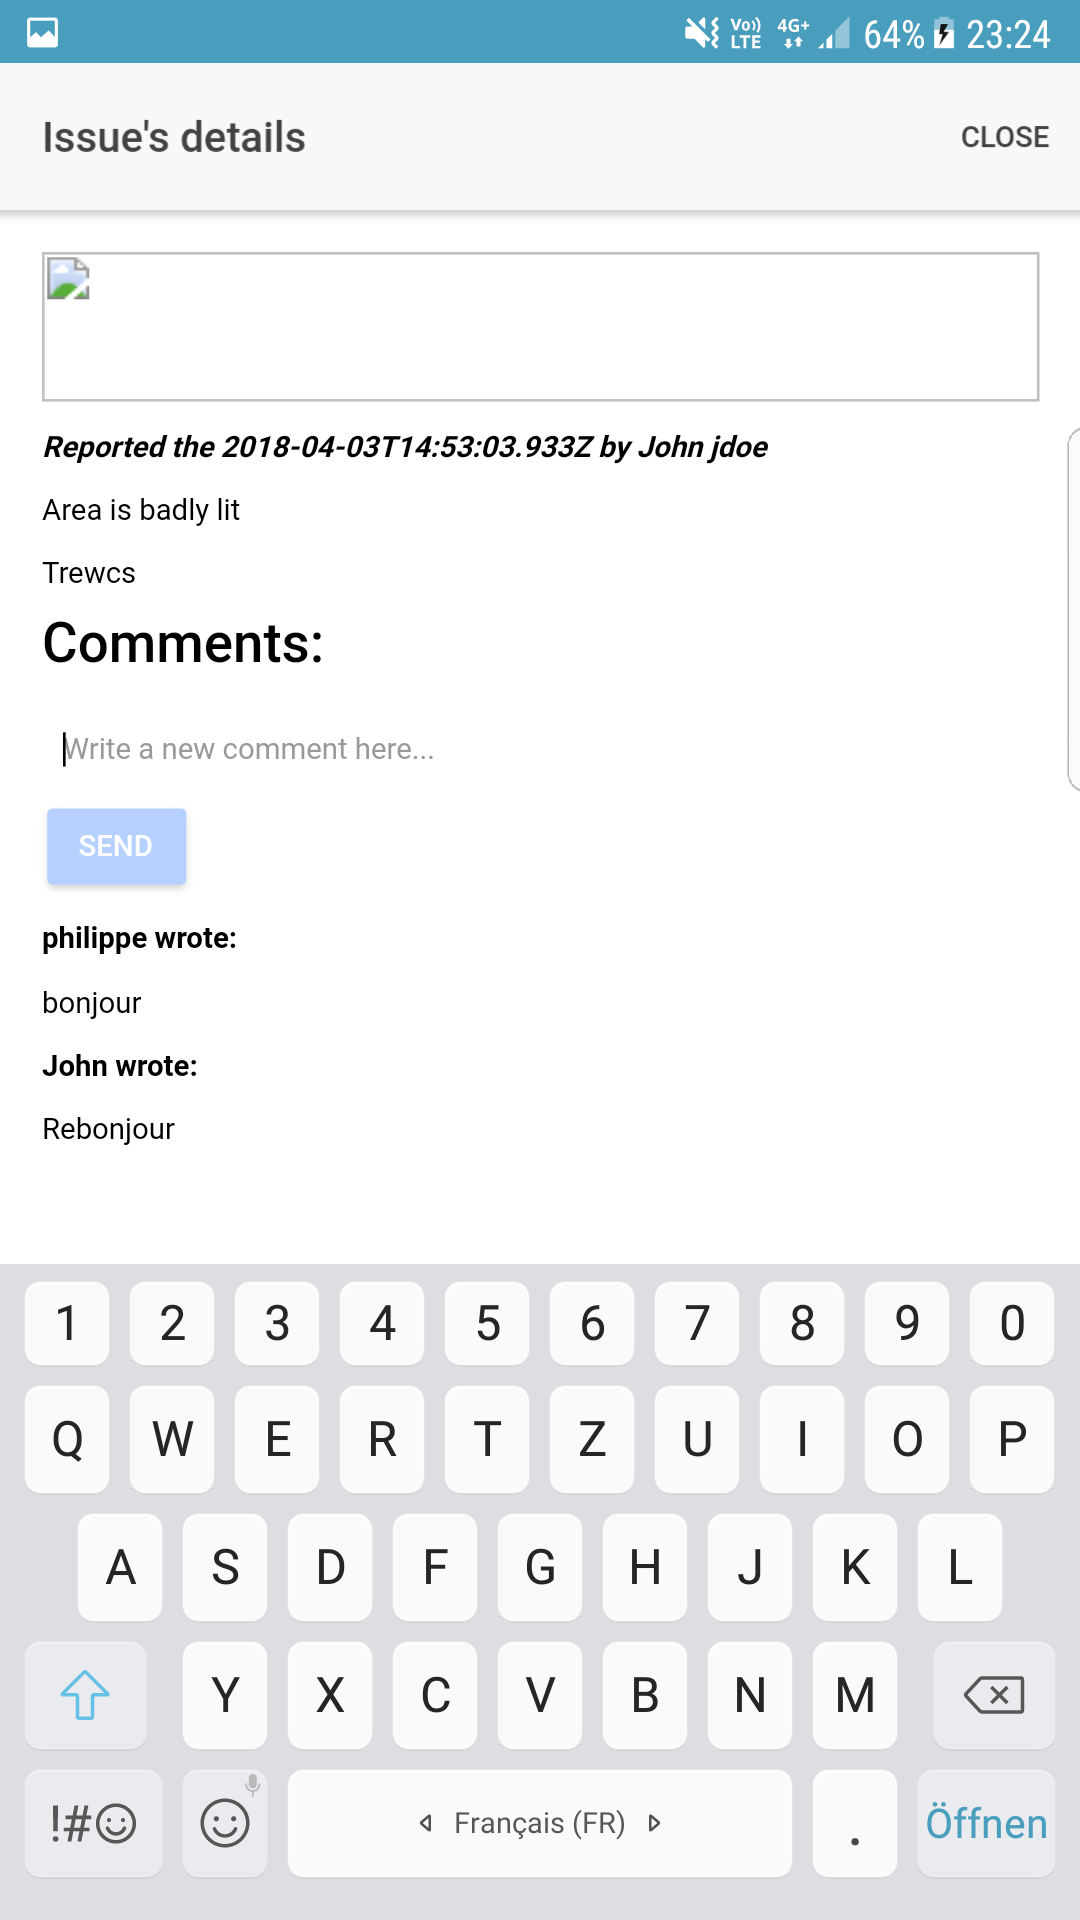 Vo)) LTE 4G+ 64% 23:24
Issue's details CLOSE
Reported the 2018-04-03T14:53:03.933Z by John jdoe
Area is badly lit
Trewcs
Comments:
Write a new comment here...
SEND
philippe wrote:
bonjour
John wrote:
Rebonjour
1 2 3 4 5 6 7 8 9 0
Q W E R T Z U I O P
A S D F G H J K L
Y X C V B N M
!#☺ Français (FR) . Öffnen